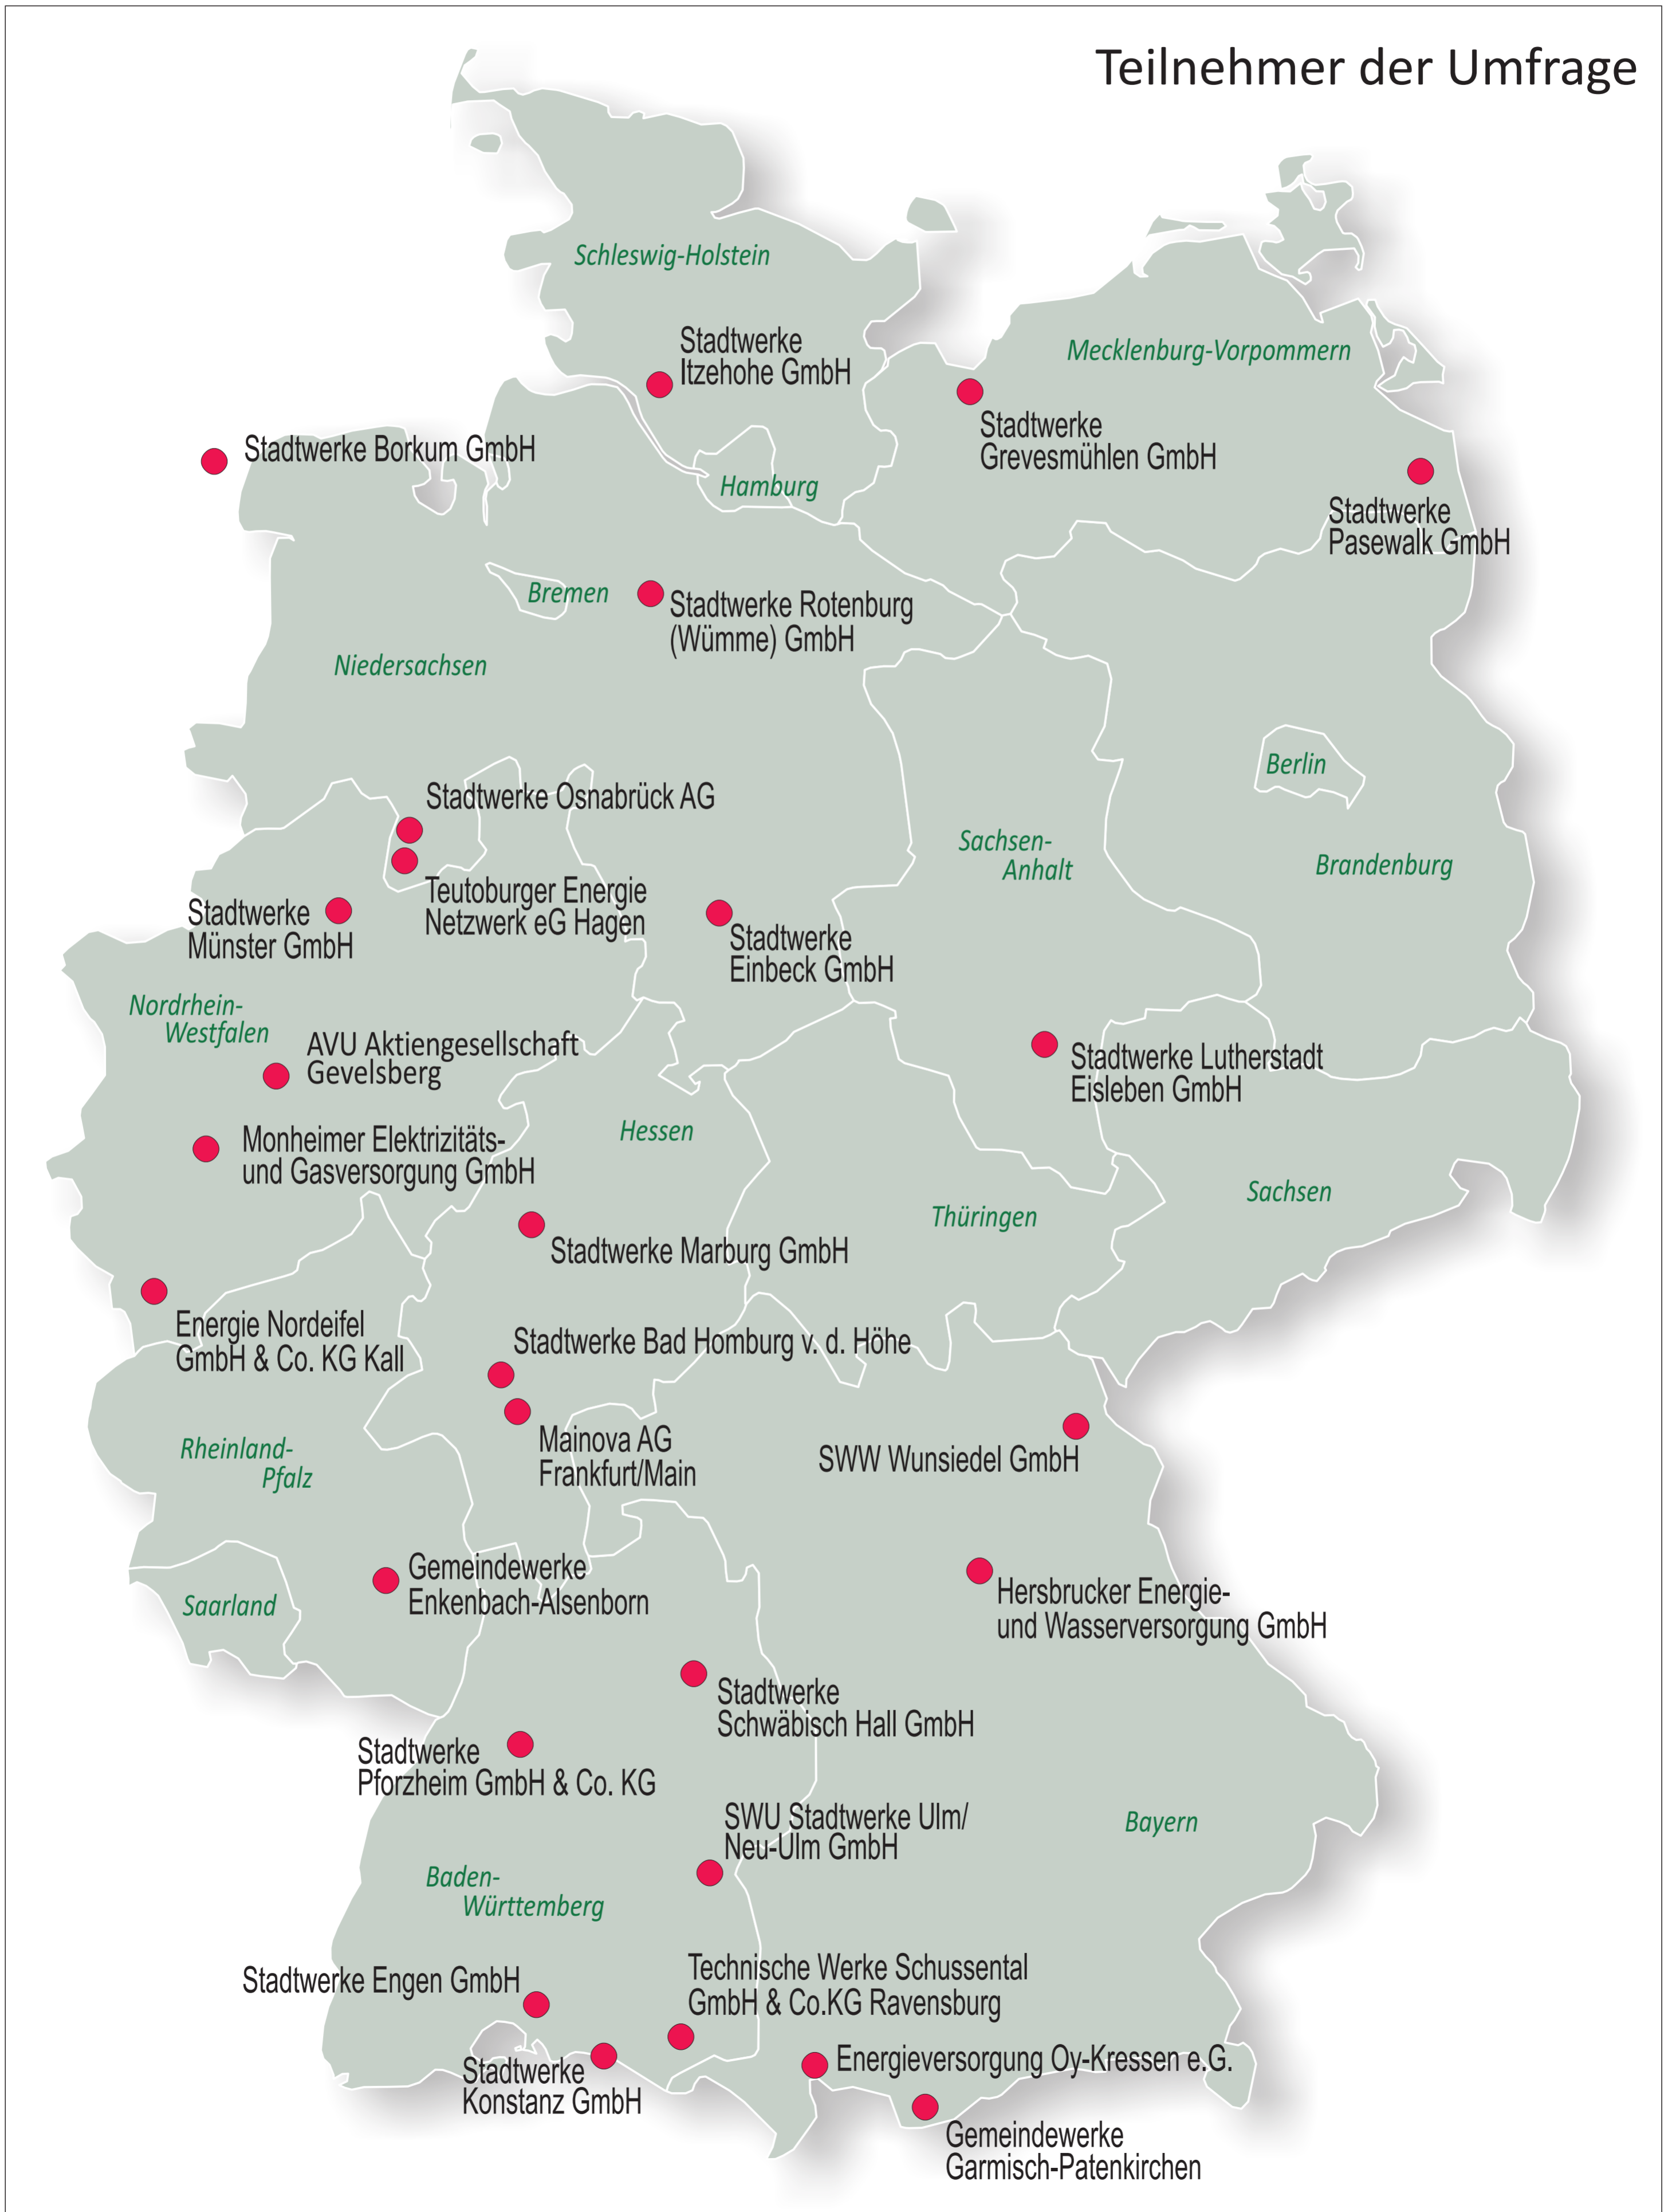 Teilnehmer der Umfrage
Schleswig-Holstein
Stadtwerke
Itzehohe GmbH
Mecklenburg-Vorpommern
Stadtwerke
Grevesmühlen GmbH
Stadtwerke Borkum GmbH
Hamburg
Stadtwerke
Pasewalk GmbH
Bremen
Stadtwerke Rotenburg
(Wümme) GmbH
Niedersachsen
Berlin
Stadtwerke Osnabrück AG
Sachsen-
Anhalt
Brandenburg
Teutoburger Energie
Netzwerk eG Hagen
Stadtwerke
Münster GmbH
Stadtwerke
Einbeck GmbH
Nordrhein-
Westfalen
AVU Aktiengesellschaft
Gevelsberg
Stadtwerke Lutherstadt
Eisleben GmbH
Monheimer Elektrizitäts-
und Gasversorgung GmbH
Hessen
Sachsen
Thüringen
Stadtwerke Marburg GmbH
Energie Nordeifel
GmbH & Co. KG Kall
Stadtwerke Bad Homburg v. d. Höhe
Mainova AG
Frankfurt/Main
Rheinland-
Pfalz
SWW Wunsiedel GmbH
Gemeindewerke
Enkenbach-Alsenborn
Saarland
Hersbrucker Energie-
und Wasserversorgung GmbH
Stadtwerke
Schwäbisch Hall GmbH
Stadtwerke
Pforzheim GmbH & Co. KG
SWU Stadtwerke Ulm/
Neu-Ulm GmbH
Bayern
Baden-
Württemberg
Stadtwerke Engen GmbH
Technische Werke Schussental
GmbH & Co.KG Ravensburg
Stadtwerke
Konstanz GmbH
Energieversorgung Oy-Kressen e.G.
Gemeindewerke
Garmisch-Patenkirchen